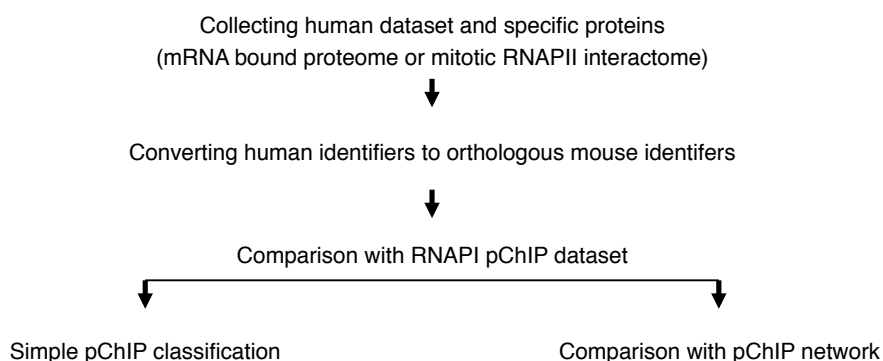 Collecting human dataset and specific proteins
(mRNA bound proteome or mitotic RNAPII interactome)
Converting human identifiers to orthologous mouse identifers
Comparison with RNAPI pChIP dataset
Simple pChIP classification
Comparison with pChIP network